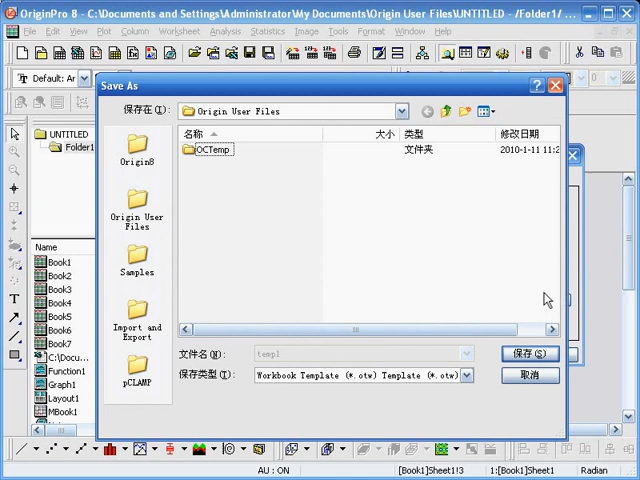 OriginPro 8 - C:\Documents and Settings\Administrator\My Documents\Origin User Files\UNTITLED - /Folder1/ ...
File Edit View Plot Column Worksheet Analysis Statistics Image Tools Format Window Help
Default: Ar
Save As
保存在(I):
Origin User Files
UNTITLED
Folder1
名称 大小 类型 修改日期
OCTemp 文件夹 2010-1-11 11:2
Origin8
Origin User Files
Samples
Import and Export
pCLAMP
Name
Book1
Book2
Book3
Book4
Book5
Book6
Book7
C:\Docu...
Function1
Graph1
Layout1
MBook1
文件名(N): temp1 保存(S)
保存类型(T): Workbook Template (*.otw) Template (*.otw) 取消
AU : ON [Book1]Sheet1!3 1:[Book1]Sheet1 Radian